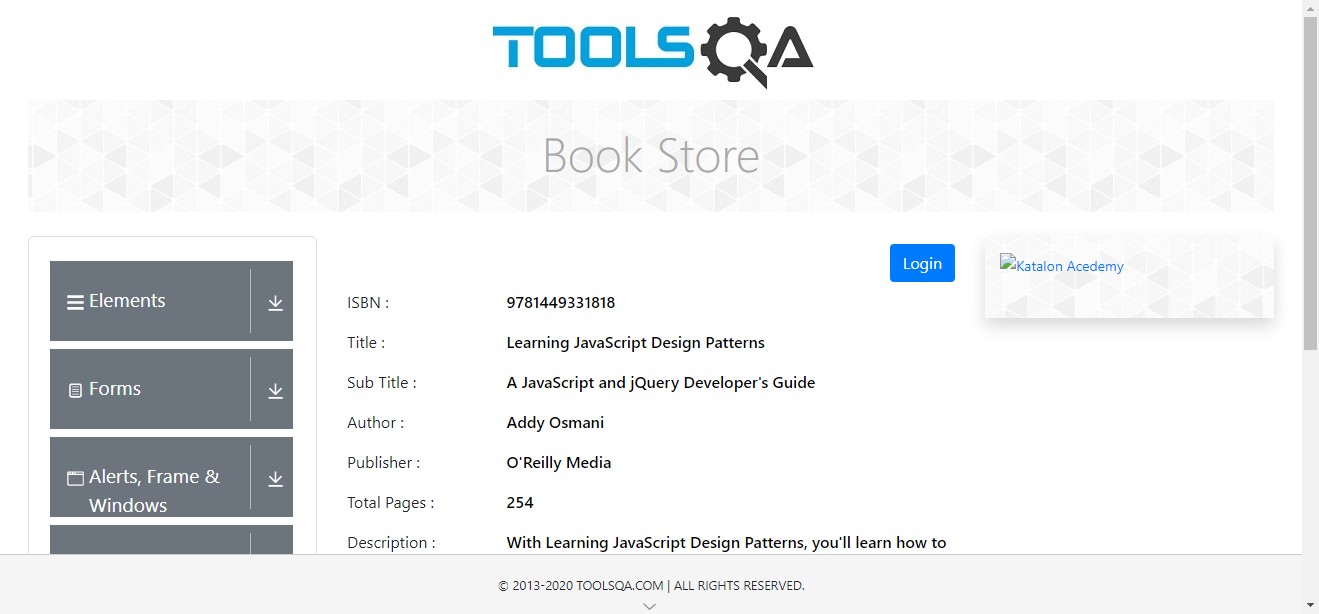 TOOLSQA
Book Store
Elements
Forms
Alerts, Frame &
Windows
Login
ISBN : 9781449331818
Title : Learning JavaScript Design Patterns
Sub Title : A JavaScript and jQuery Developer's Guide
Author : Addy Osmani
Publisher : O'Reilly Media
Total Pages : 254
Description : With Learning JavaScript Design Patterns, you'll learn how to
Katalon Acedemy
© 2013-2020 TOOLSQA.COM | ALL RIGHTS RESERVED.